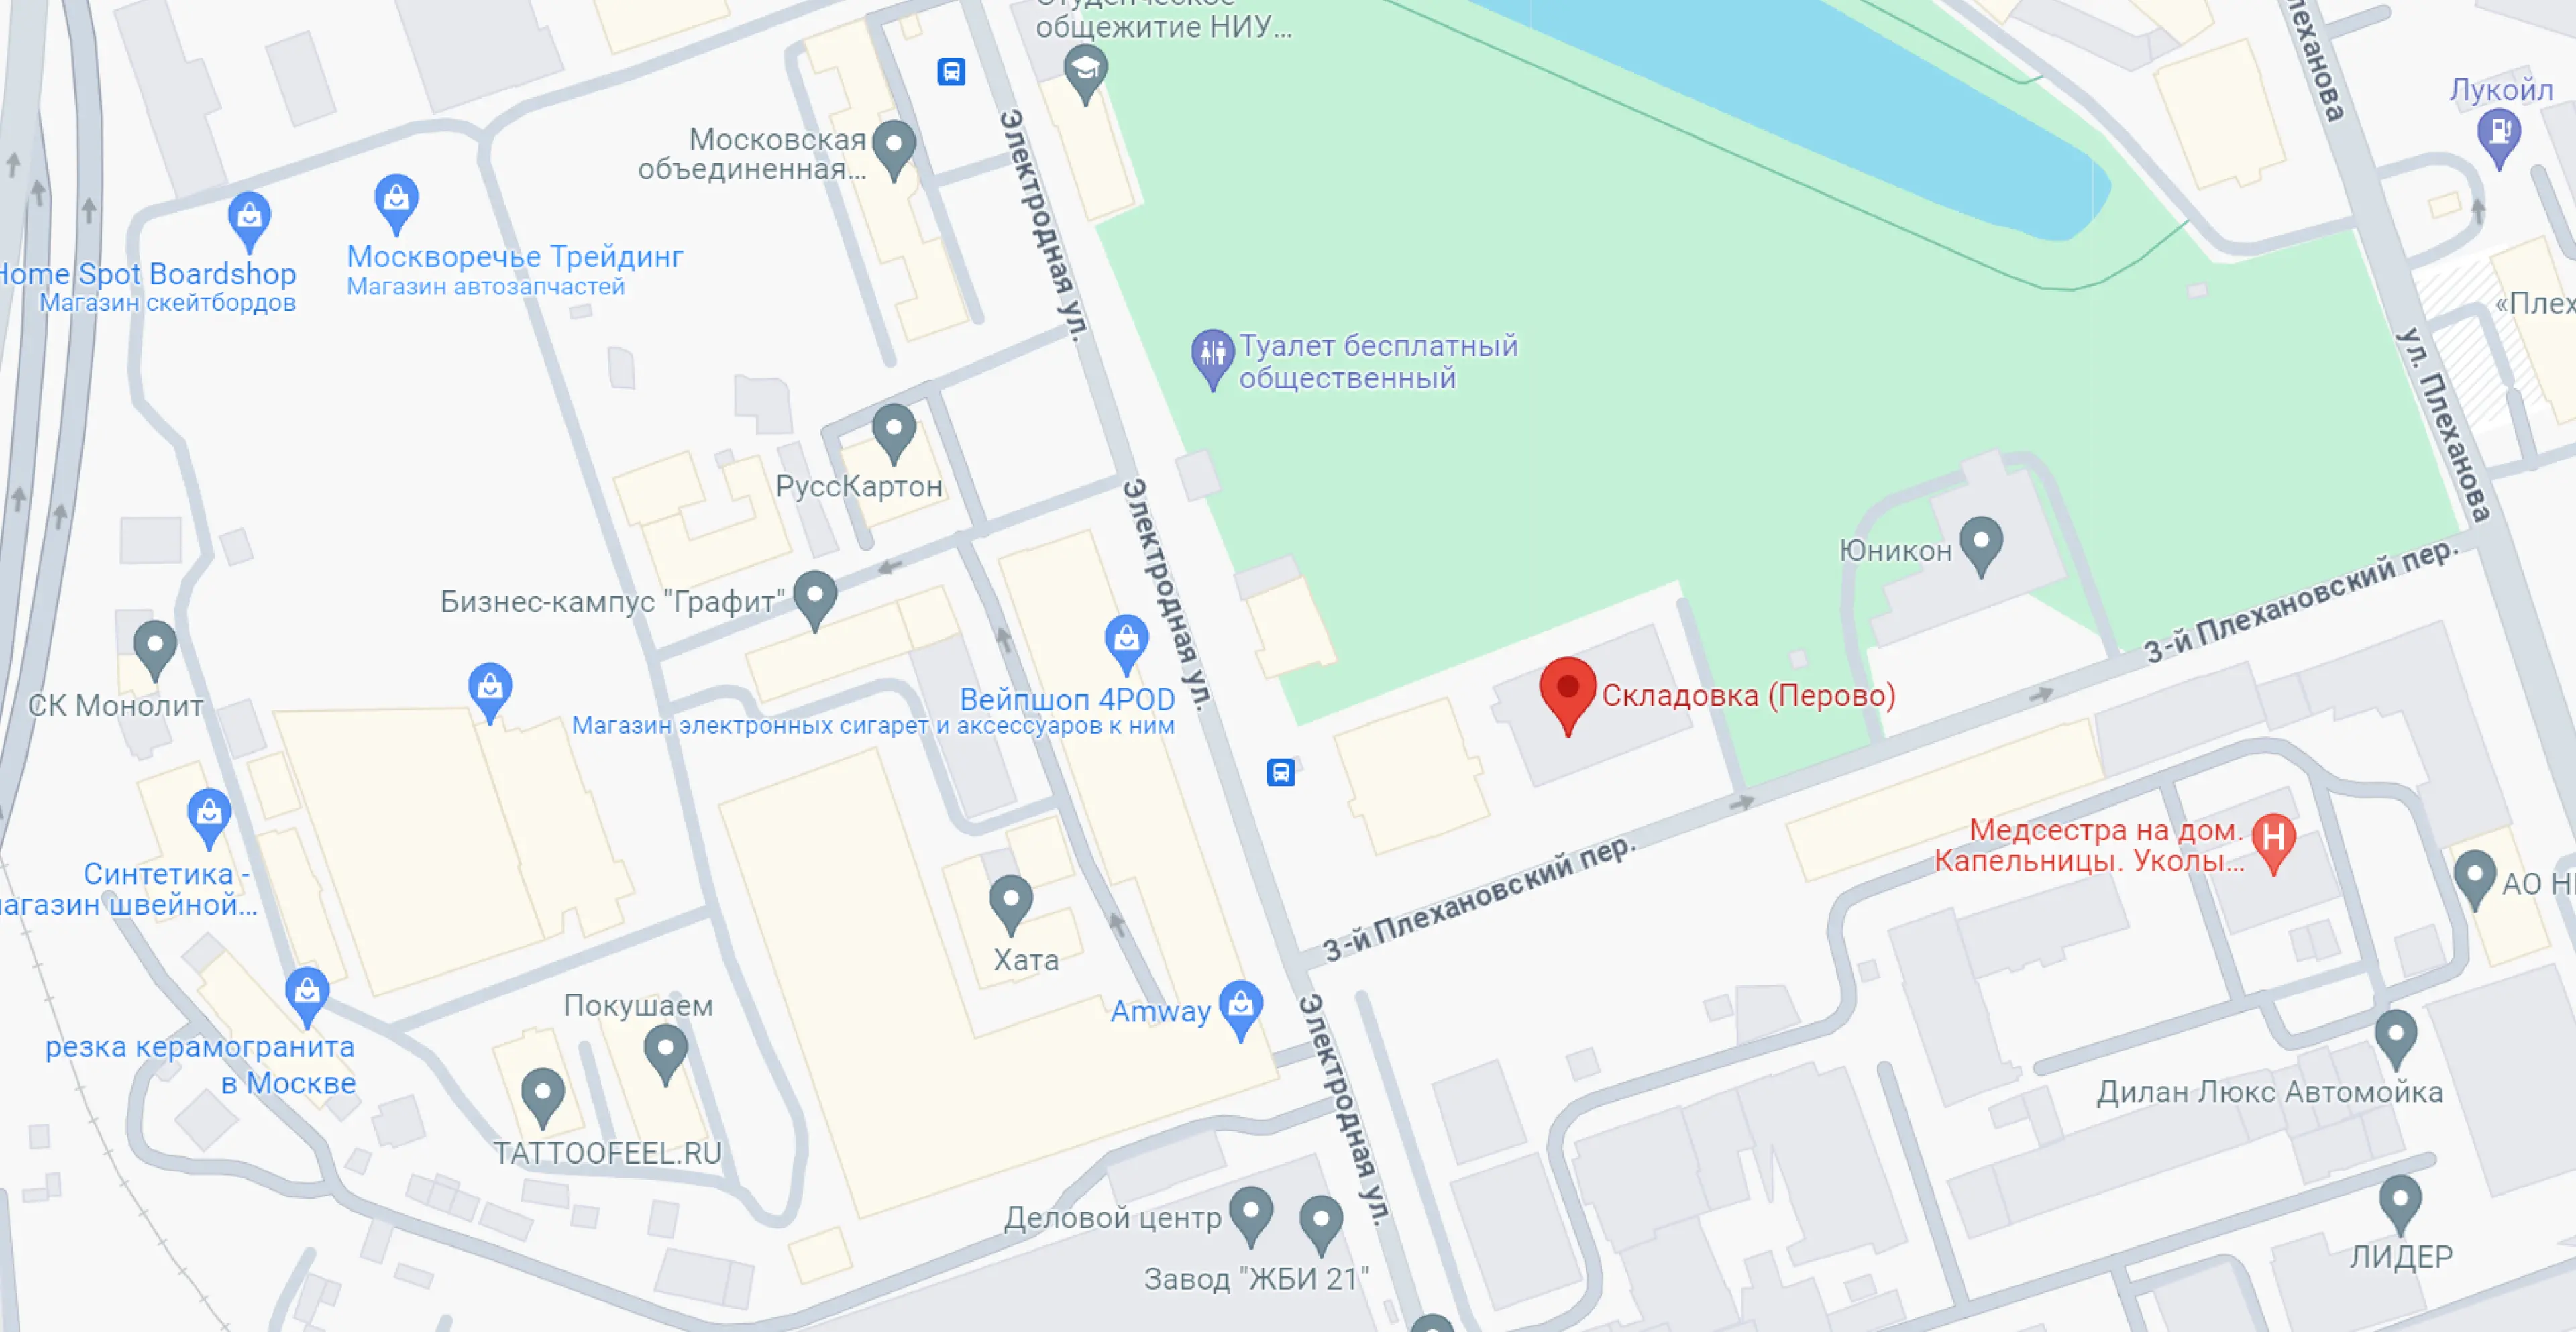 Студенческое
общежитие НИУ...
Плеханова
Лукойл
Московская
объединенная...
Электродная ул.
Москворечье Трейдинг
Магазин автозапчастей
Home Spot Boardshop
Магазин скейтбордов
«Плех
Туалет бесплатный
общественный
ул. Плеханова
РуссКартон
Электродная ул.
Юникон
3-й Плехановский пер.
Бизнес-кампус "Графит"
СК Монолит
Вейпшоп 4POD
Магазин электронных сигарет и аксессуаров к ним
Складовка (Перово)
Медсестра на дом.
Капельницы. Уколы...
Синтетика -
магазин швейной...
АО Н
3-й Плехановский пер.
Хата
Покушаем
Amway
резка керамогранита
в Москве
Электродная ул.
Дилан Люкс Автомойка
TATTOOFEEL.RU
Деловой центр
Завод "ЖБИ 21"
ЛИДЕР